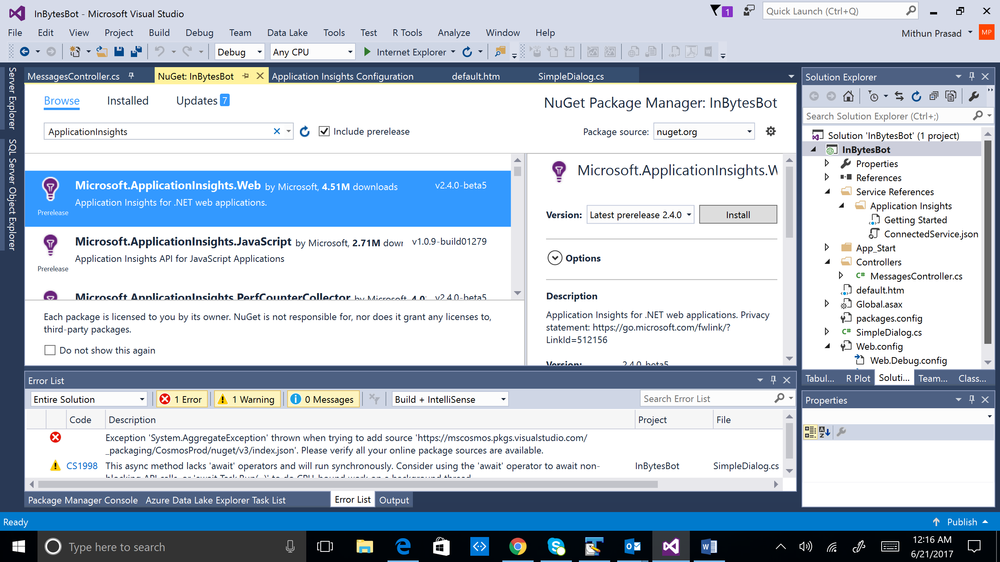 InBytesBot - Microsoft Visual Studio
1
Quick Launch (Ctrl+Q)
File Edit View Project Build Debug Team Data Lake Tools Test R Tools Analyze Window Help
Mithun Prasad MP
Debug Any CPU Internet Explorer
Server Explorer
SQL Server Object Explorer
MessagesController.cs NuGet: InBytesBot Application Insights Configuration default.htm SimpleDialog.cs
Browse Installed Updates 7
NuGet Package Manager: InBytesBot
ApplicationInsights Include prerelease
Package source: nuget.org
Microsoft.ApplicationInsights.Web by Microsoft, 4.51M downloads v2.4.0-beta5
Application Insights for .NET web applications.
Prerelease
Microsoft.ApplicationInsights.JavaScript by Microsoft, 2.71M v1.0.9-build01279
Application Insights API for JavaScript Applications
Prerelease
Microsoft.ApplicationInsights.PerfCounterCollector by Microsoft, v2.4.0-beta5
Each package is licensed to you by its owner. NuGet is not responsible for, nor does it grant any licenses to,
third-party packages.
Do not show this again
Microsoft.ApplicationInsights.W
Version: Latest prerelease 2.4.0 Install
Options
Description
Application Insights for .NET web applications. Privacy
statement: https://go.microsoft.com/fwlink/?
LinkId=512156
Version: 2.4.0-beta5
Error List
Entire Solution 1 Error 1 Warning 0 Messages Build + IntelliSense Search Error List
Code Description Project File
Exception 'System.AggregateException' thrown when trying to add source 'https://mscosmos.pkgs.visualstudio.com/
_packaging/CosmosProd/nuget/v3/index.json'. Please verify all your online package sources are available.
CS1998 This async method lacks 'await' operators and will run synchronously. Consider using the 'await' operator to await non- InBytesBot SimpleDialog.cs
blocking API calls, or 'await Task.Run(...)' to do CPU-bound work on a background thread.
Package Manager Console Azure Data Lake Explorer Task List Error List Output
Solution Explorer
Search Solution Explorer (Ctrl+;)
Solution 'InBytesBot' (1 project)
InBytesBot
Properties
References
Service References
Application Insights
Getting Started
ConnectedService.json
App_Start
Controllers
C# MessagesController.cs
default.htm
Global.asax
packages.config
C# SimpleDialog.cs
Web.config
Web.Debug.config
Tabul... R Plot Soluti... Team... Class...
Properties
Ready Publish
Type here to search
12:16 AM
6/21/2017